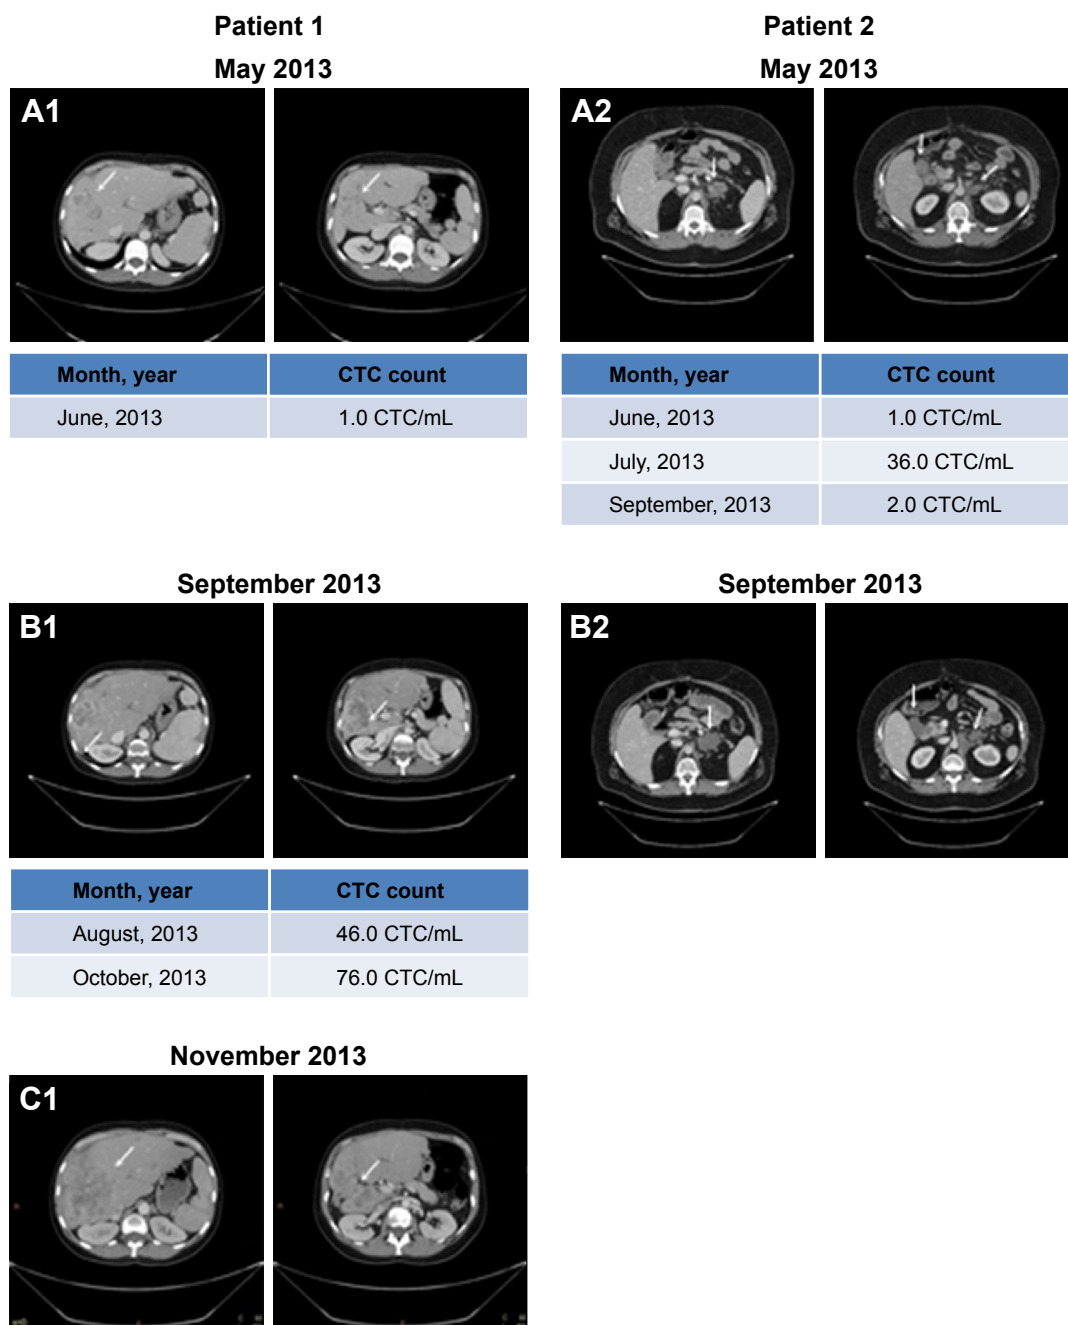 Patient 1
May 2013
A1
Month, year CTC count
June, 2013 1.0 CTC/mL
September 2013
B1
Month, year CTC count
August, 2013 46.0 CTC/mL
October, 2013 76.0 CTC/mL
November 2013
C1
Patient 2
May 2013
A2
Month, year CTC count
June, 2013 1.0 CTC/mL
July, 2013 36.0 CTC/mL
September, 2013 2.0 CTC/mL
September 2013
B2